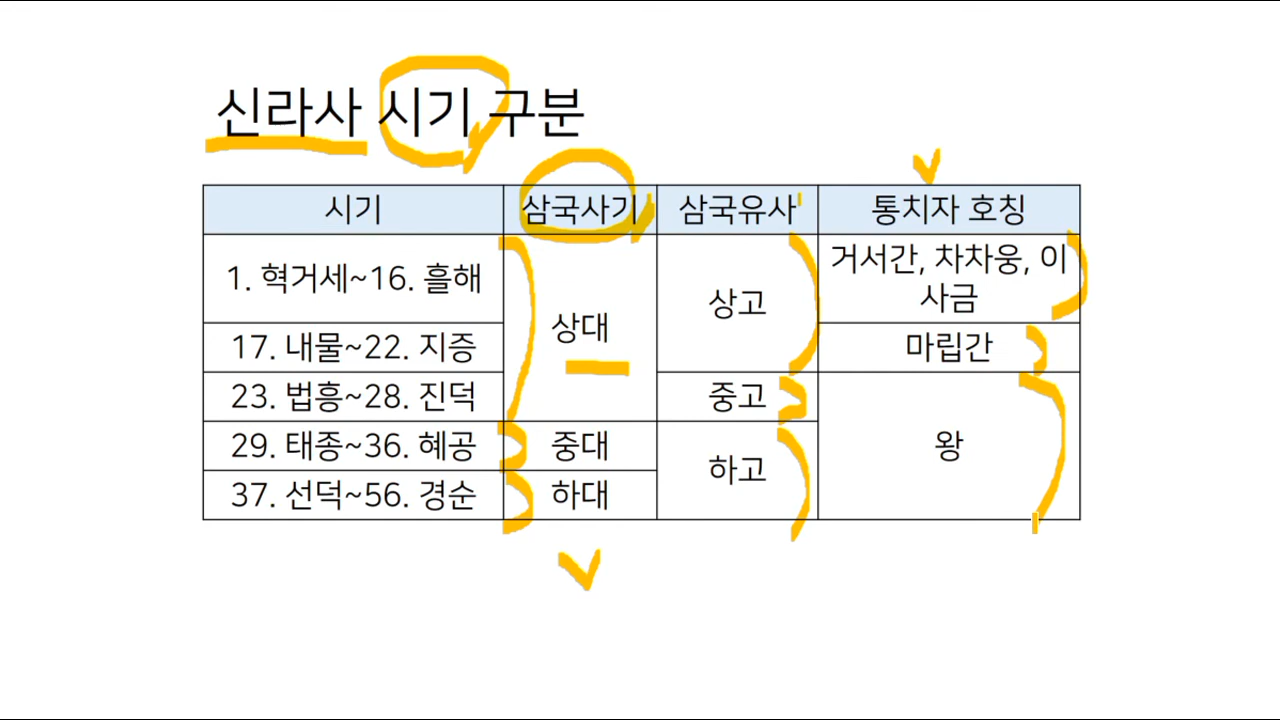 신라사 시기 구분
시기 삼국사기 삼국유사 통치자 호칭
1. 혁거세~16. 흘해 상대 상고 거서간, 차차웅, 이
사금
17. 내물~22. 지증 마립간
23. 법흥~28. 진덕 중고 왕
29. 태종~36. 혜공 중대 하고
37. 선덕~56. 경순 하대